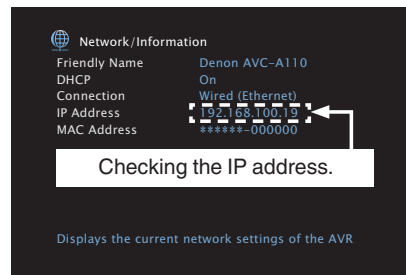 Network/Information
Friendly Name Denon AVC-A110
DHCP On
Connection Wired (Ethernet)
IP Address 192.168.100.19
MAC Address ******-000000
Checking the IP address.
Displays the current network settings of the AVR